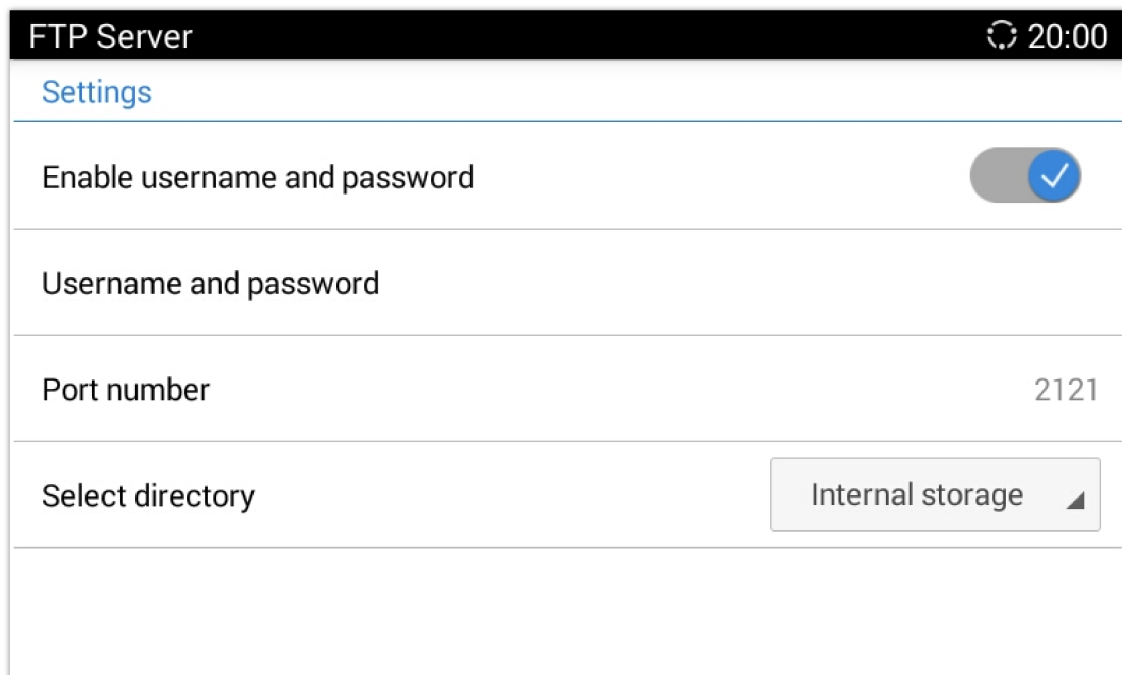 FTP Server 20:00
Settings
Enable username and password
Username and password
Port number 2121
Select directory Internal storage